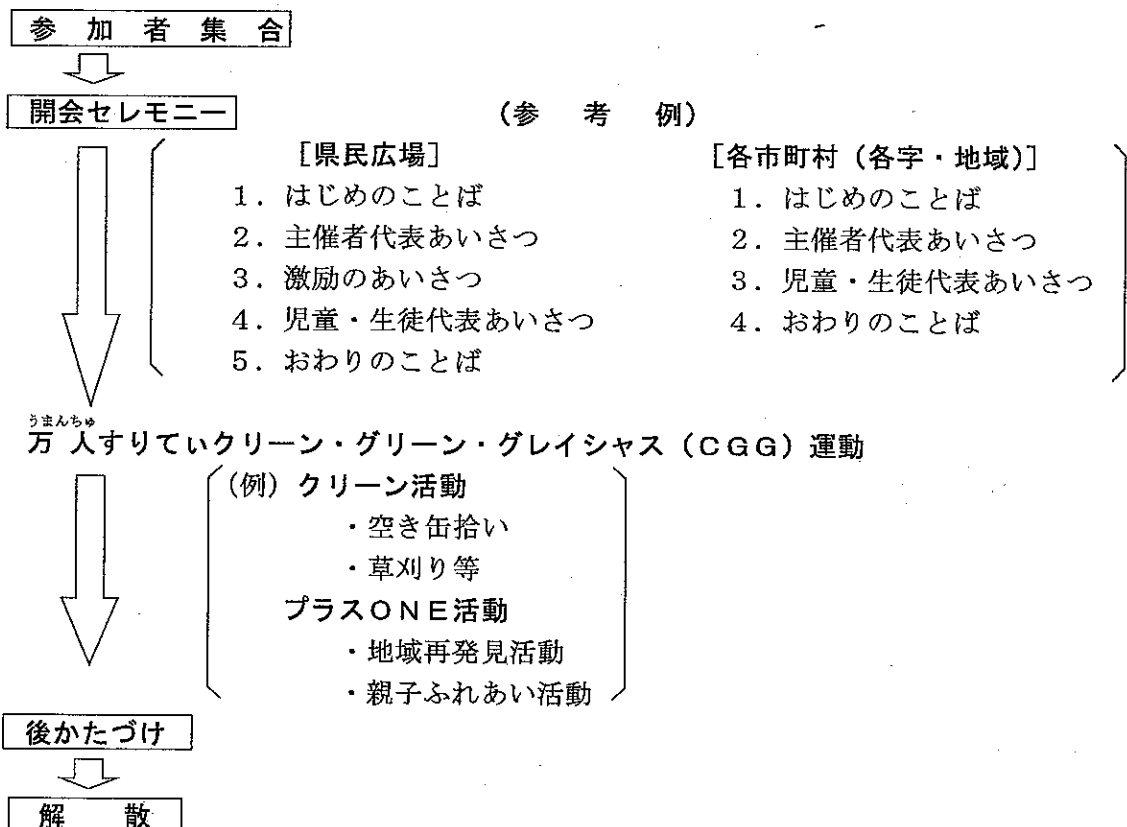 参加者集合
開会セレモニー
(参考例)
[県民広場]
1．はじめのことば
2．主催者代表あいさつ
3．激励のあいさつ
4．児童・生徒代表あいさつ
5．おわりのことば
[各市町村（各字・地域）]
1．はじめのことば
2．主催者代表あいさつ
3．児童・生徒代表あいさつ
4．おわりのことば
うまんちゅ
万人すりてぃクリーン・グリーン・グレイシャス（CGG）運動
(例) クリーン活動
・空き缶拾い
・草刈り等
プラスONE活動
・地域再発見活動
・親子ふれあい活動
後かたづけ
解散